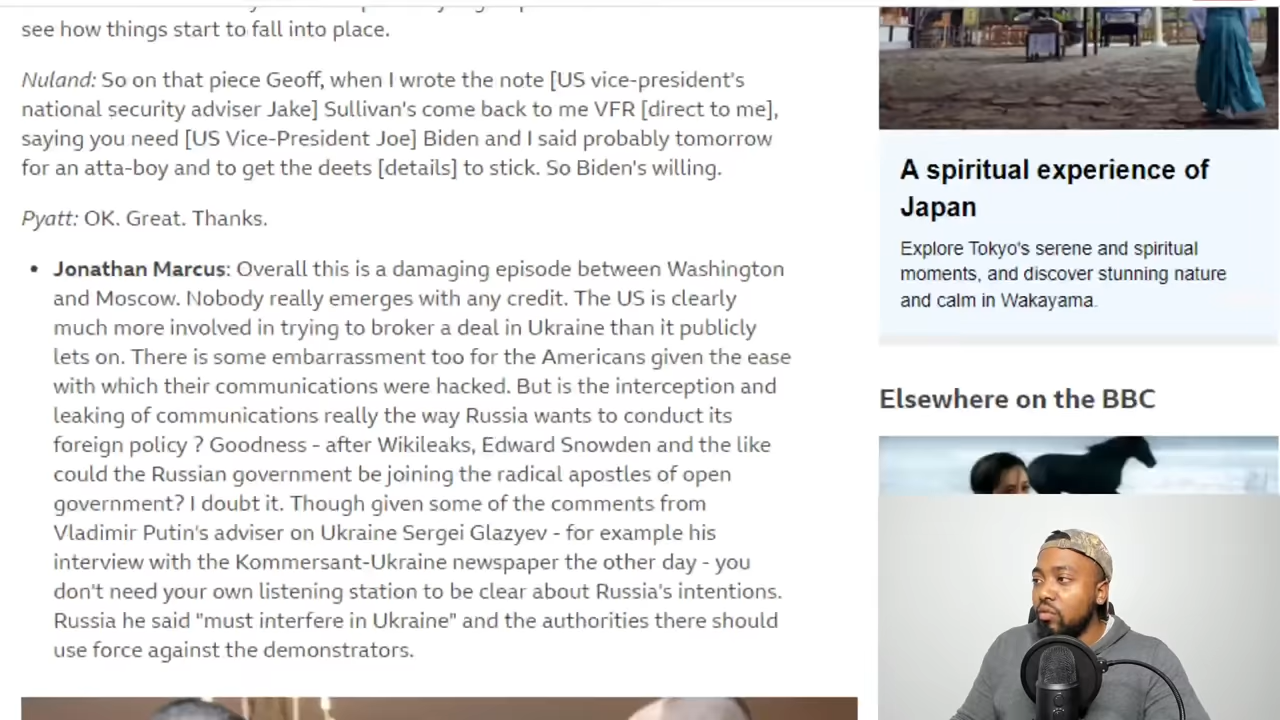 see how things start to fall into place.
Nuland: So on that piece Geoff, when I wrote the note [US vice-president's
national security adviser Jake] Sullivan's come back to me VFR [direct to me],
saying you need [US Vice-President Joe] Biden and I said probably tomorrow
for an atta-boy and to get the deets [details] to stick. So Biden's willing.
Pyatt: OK. Great. Thanks.
• Jonathan Marcus: Overall this is a damaging episode between Washington
and Moscow. Nobody really emerges with any credit. The US is clearly
much more involved in trying to broker a deal in Ukraine than it publicly
lets on. There is some embarrassment too for the Americans given the ease
with which their communications were hacked. But is the interception and
leaking of communications really the way Russia wants to conduct its
foreign policy ? Goodness - after Wikileaks, Edward Snowden and the like
could the Russian government be joining the radical apostles of open
government? I doubt it. Though given some of the comments from
Vladimir Putin's adviser on Ukraine Sergei Glazyev - for example his
interview with the Kommersant-Ukraine newspaper the other day - you
don't need your own listening station to be clear about Russia's intentions.
Russia he said "must interfere in Ukraine" and the authorities there should
use force against the demonstrators.
A spiritual experience of
Japan
Explore Tokyo's serene and spiritual
moments, and discover stunning nature
and calm in Wakayama.
Elsewhere on the BBC